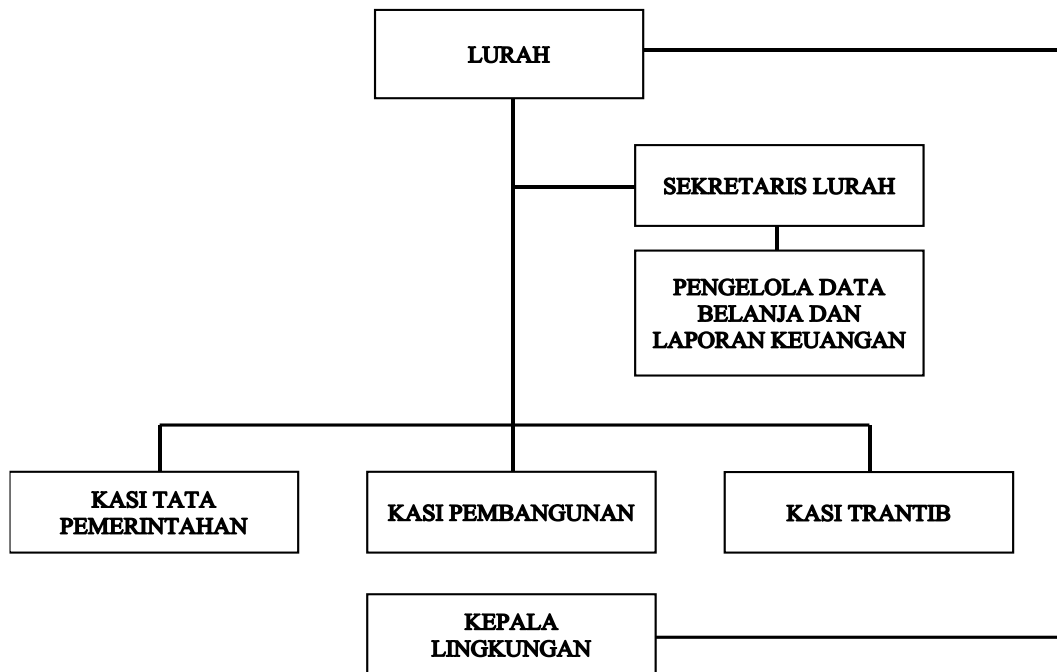 LURAH
SEKRETARIS LURAH
PENGELOLA DATA
BELANJA DAN
LAPORAN KEUANGAN
KASI TATA
PEMERINTAHAN
KASI PEMBANGUNAN
KASI TRANTIB
KEPALA
LINGKUNGAN